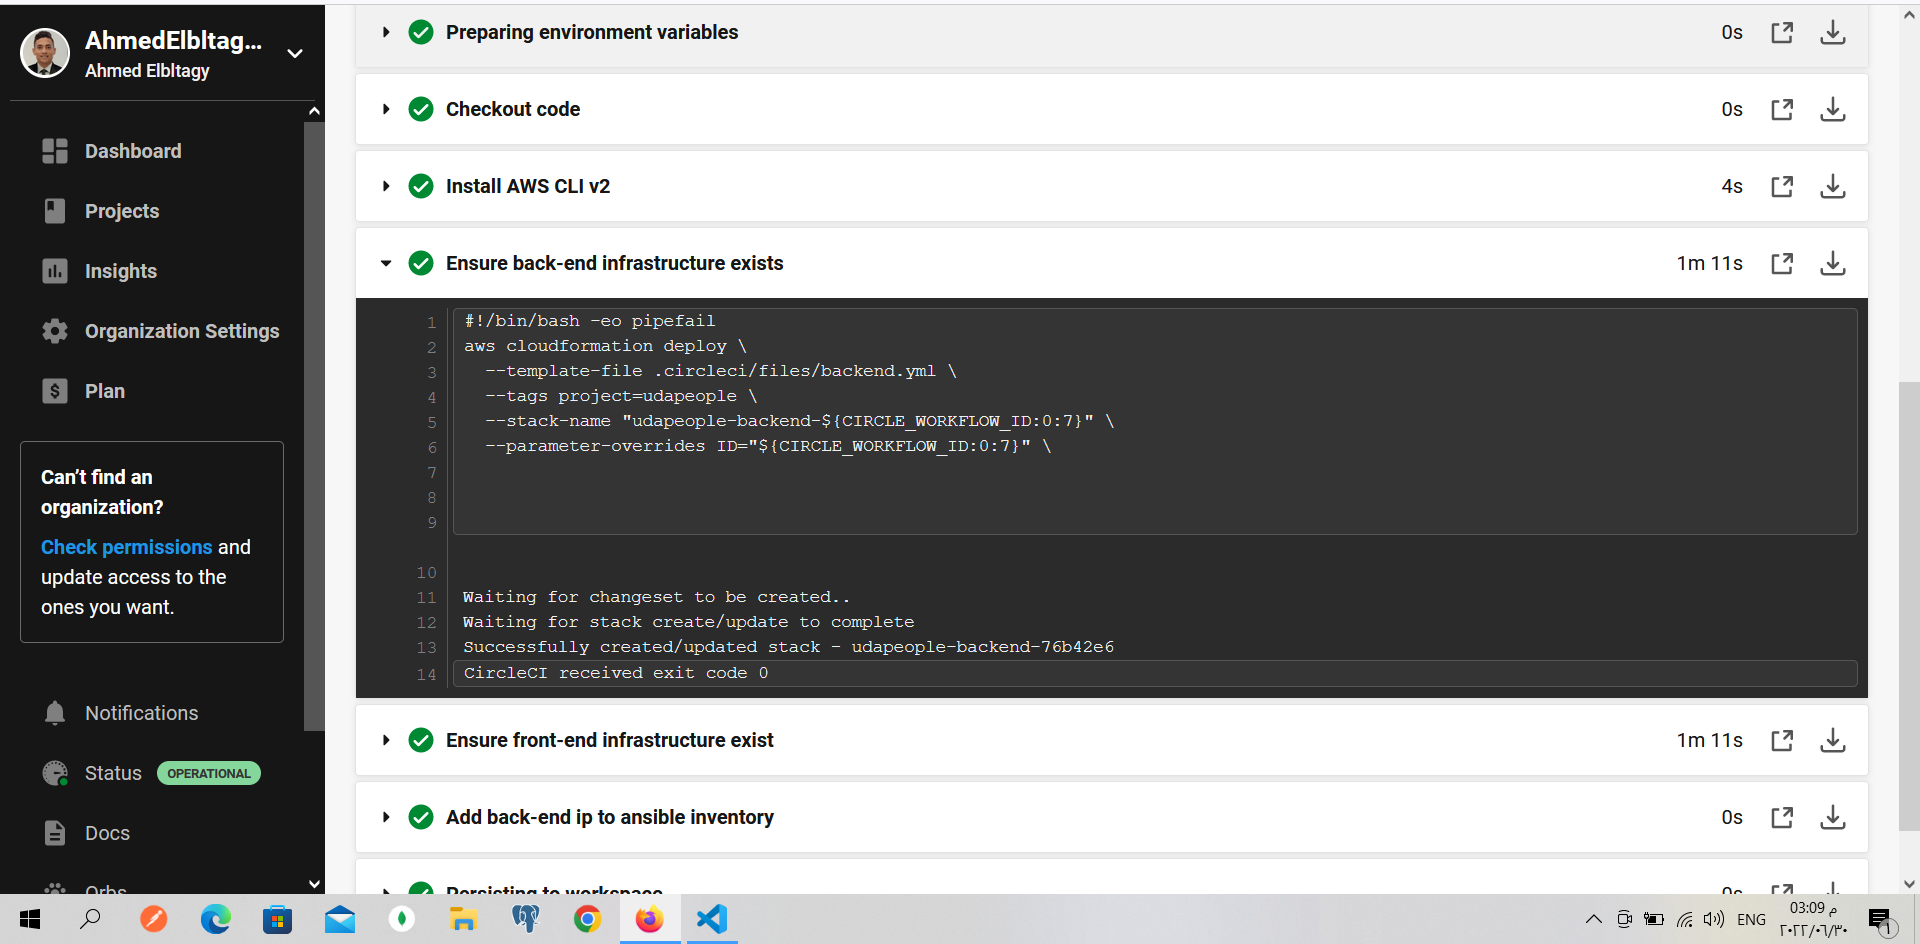 AhmedElbltag...
Ahmed Elbltagy
Dashboard
Projects
Insights
Organization Settings
Plan
Can't find an
organization?
Check permissions and
update access to the
ones you want.
Notifications
Status OPERATIONAL
Docs
Orbs
Preparing environment variables 0s
Checkout code 0s
Install AWS CLI v2 4s
Ensure back-end infrastructure exists 1m 11s
1 #!/bin/bash -eo pipefail
2 aws cloudformation deploy \
3 --template-file .circleci/files/backend.yml \
4 --tags project=udapeople \
5 --stack-name "udapeople-backend-${CIRCLE_WORKFLOW_ID:0:7}" \
6 --parameter-overrides ID="${CIRCLE_WORKFLOW_ID:0:7}" \
7
8
9
10
11 Waiting for changeset to be created..
12 Waiting for stack create/update to complete
13 Successfully created/updated stack - udapeople-backend-76b42e6
14 CircleCI received exit code 0
Ensure front-end infrastructure exist 1m 11s
Add back-end ip to ansible inventory 0s
Persisting to workspace 0s
ENG
03:09 م
٢٠٢٢/٠٦/٣٠
١